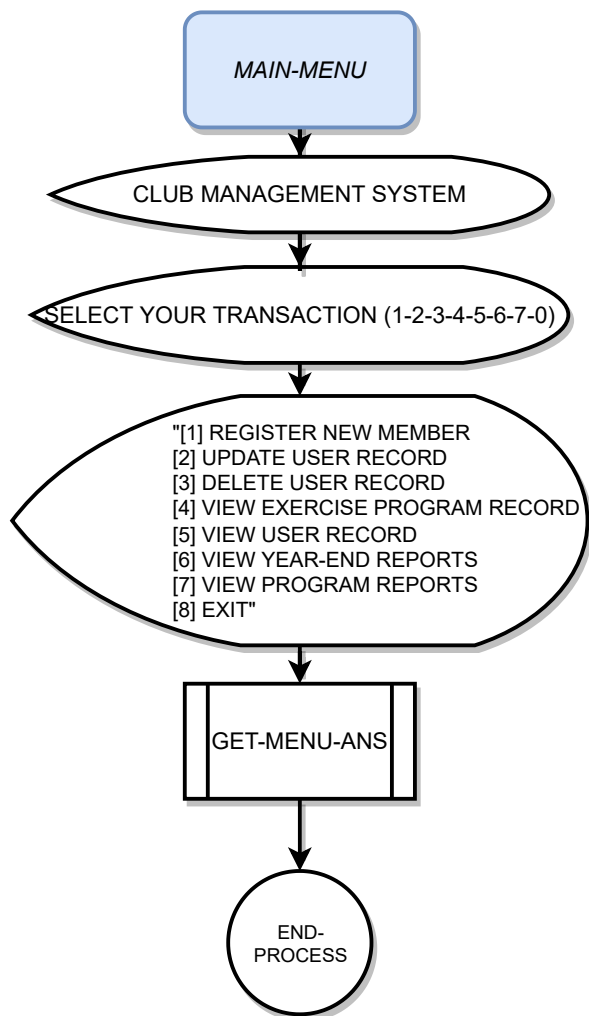 MAIN-MENU
CLUB MANAGEMENT SYSTEM
SELECT YOUR TRANSACTION (1-2-3-4-5-6-7-0)
"[1] REGISTER NEW MEMBER
[2] UPDATE USER RECORD
[3] DELETE USER RECORD
[4] VIEW EXERCISE PROGRAM RECORD
[5] VIEW USER RECORD
[6] VIEW YEAR-END REPORTS
[7] VIEW PROGRAM REPORTS
[8] EXIT"
GET-MENU-ANS
END-
PROCESS